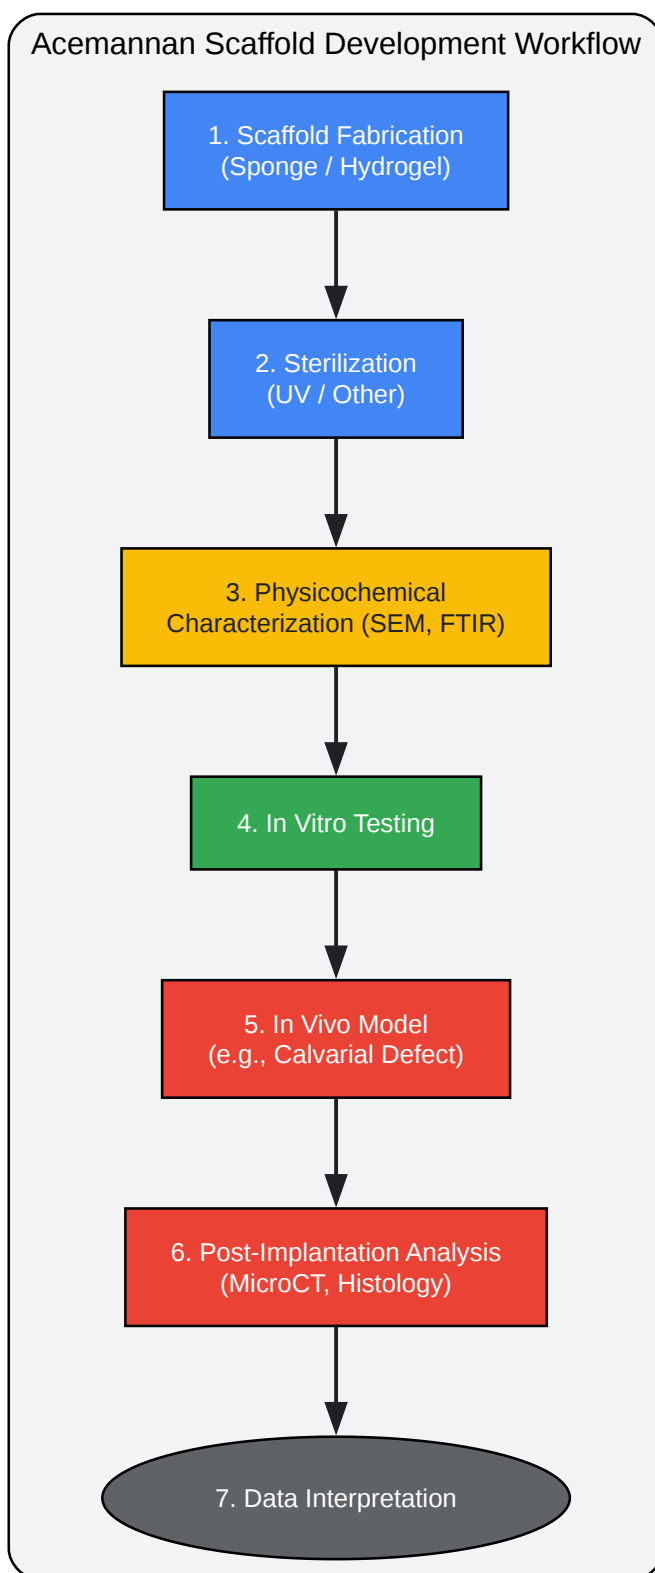 Acemannan Scaffold Development Workflow
1. Scaffold Fabrication
(Sponge / Hydrogel)
2. Sterilization
(UV / Other)
3. Physicochemical
Characterization (SEM, FTIR)
4. In Vitro Testing
5. In Vivo Model
(e.g., Calvarial Defect)
6. Post-Implantation Analysis
(MicroCT, Histology)
7. Data Interpretation